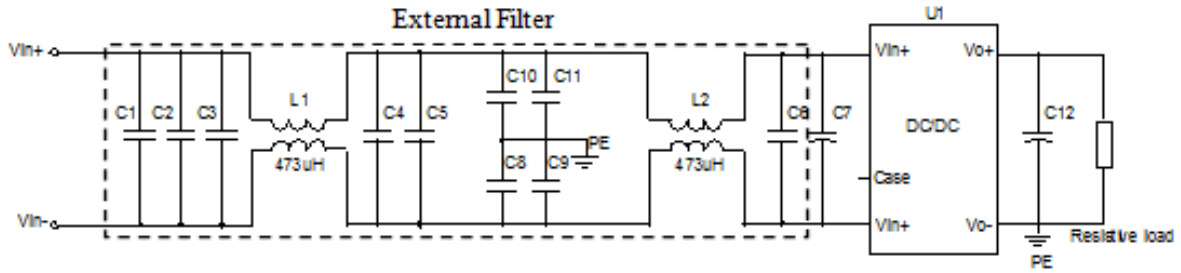 External Filter
U1
Vin+
Vin+
Vo+
C10
C11
L1
L2
C1
C2
C3
C4
C5
C6
C7
DC/DC
C12
PE
473uH
C8
C9
473uH
Case
Vin-
Vin+
Vo-
Resistive load
PE